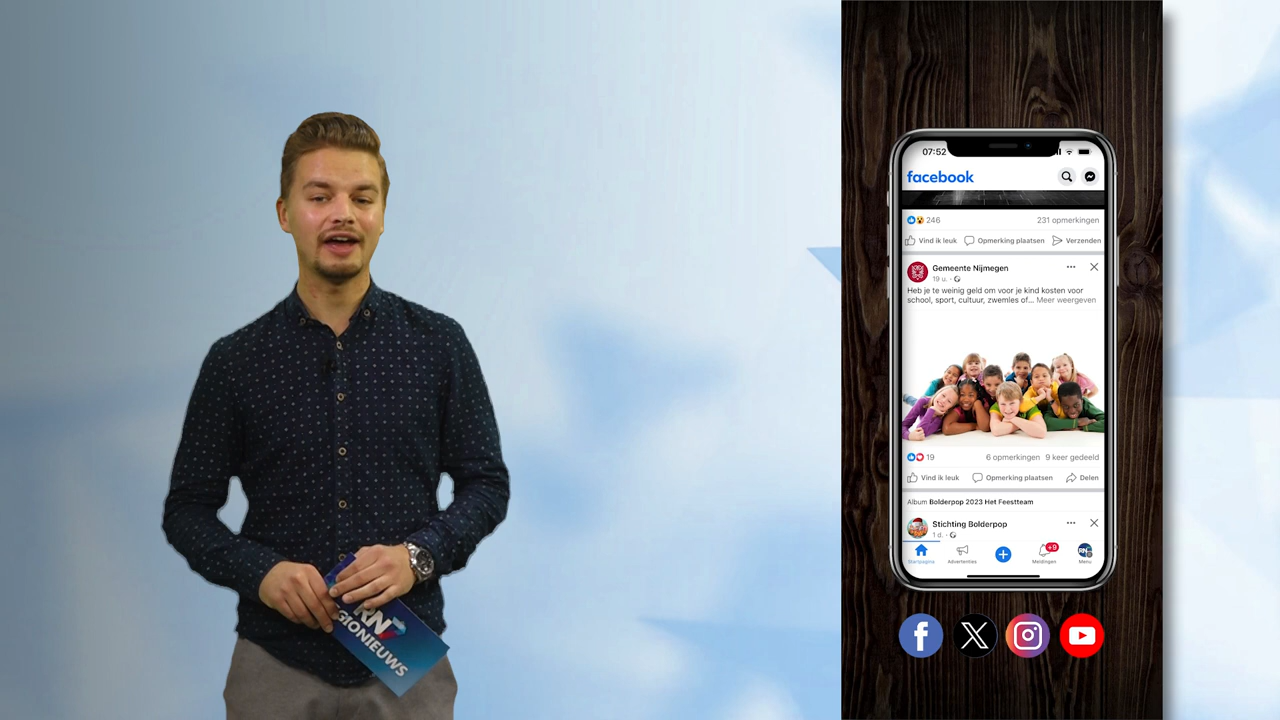 RN
GIONIEUWS
07:52
facebook
246
231 opmerkingen
Vind ik leuk
Opmerking plaatsen
Verzenden
Gemeente Nijmegen
19 u.
Heb je te weinig geld om voor je kind kosten voor
school, sport, cultuur, zwemles of... Meer weergeven
19
6 opmerkingen 9 keer gedeeld
Vind ik leuk
Opmerking plaatsen
Delen
Album Bolderpop 2023 Het Feestteam
Stichting Bolderpop
1 d.
+9
RN
Startpagina
Advertenties
Meldingen
Menu